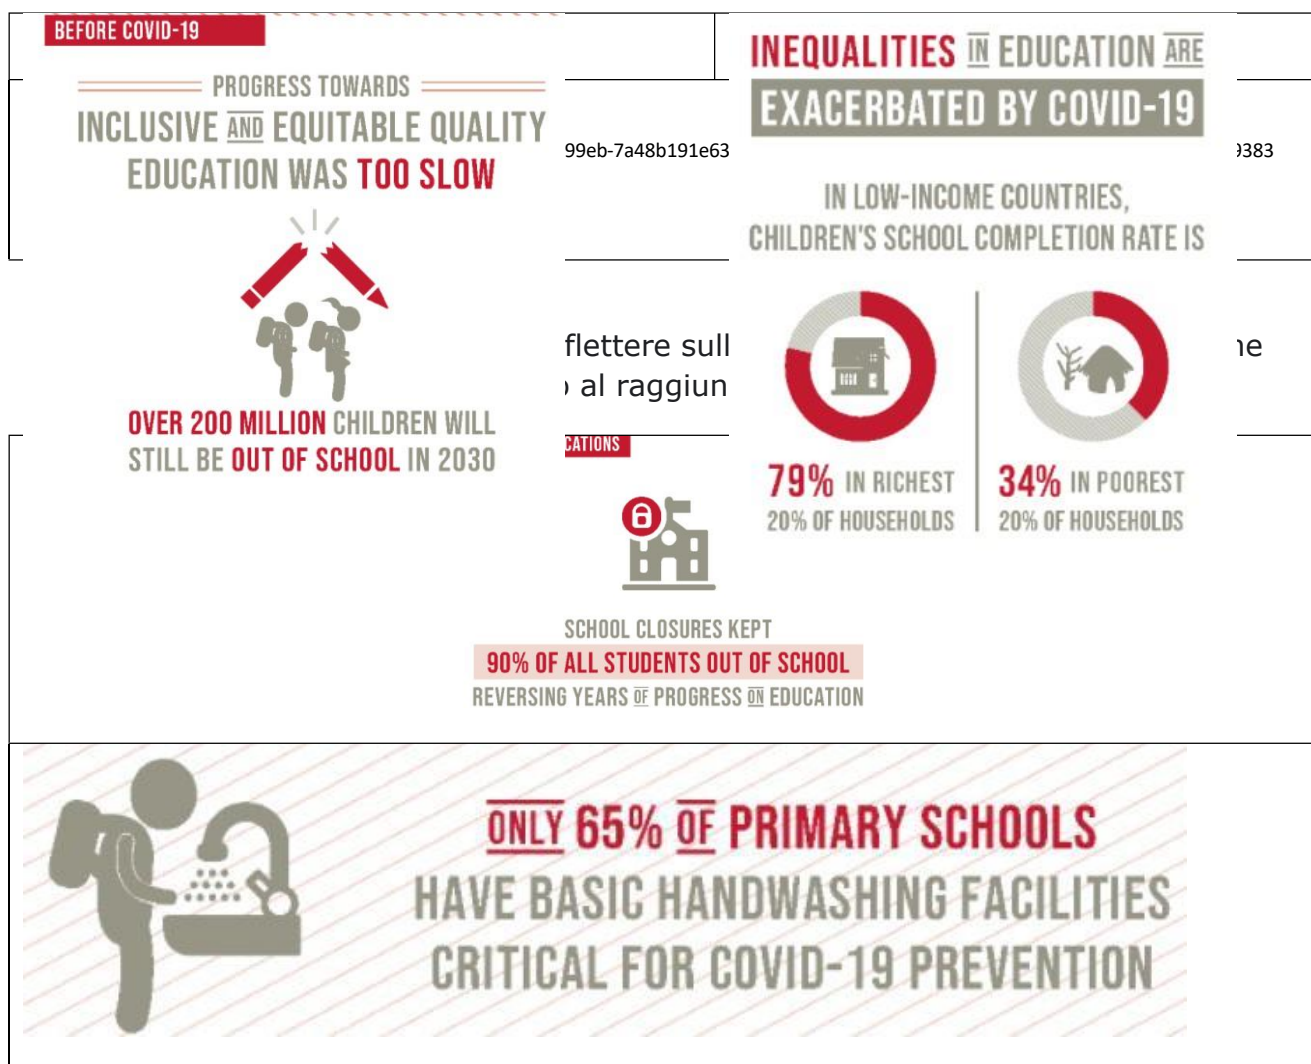 BEFORE COVID-19
PROGRESS TOWARDS
INCLUSIVE AND EQUITABLE QUALITY
EDUCATION WAS TOO SLOW
OVER 200 MILLION CHILDREN WILL
STILL BE OUT OF SCHOOL IN 2030
INEQUALITIES IN EDUCATION ARE
EXACERBATED BY COVID-19
IN LOW-INCOME COUNTRIES,
CHILDREN'S SCHOOL COMPLETION RATE IS
79% IN RICHEST
20% OF HOUSEHOLDS
34% IN POOREST
20% OF HOUSEHOLDS
99eb-7a48b191e63
9383
flettere sull
al raggiun
CATIONS
SCHOOL CLOSURES KEPT
90% OF ALL STUDENTS OUT OF SCHOOL
REVERSING YEARS OF PROGRESS ON EDUCATION
ONLY 65% OF PRIMARY SCHOOLS
HAVE BASIC HANDWASHING FACILITIES
CRITICAL FOR COVID-19 PREVENTION